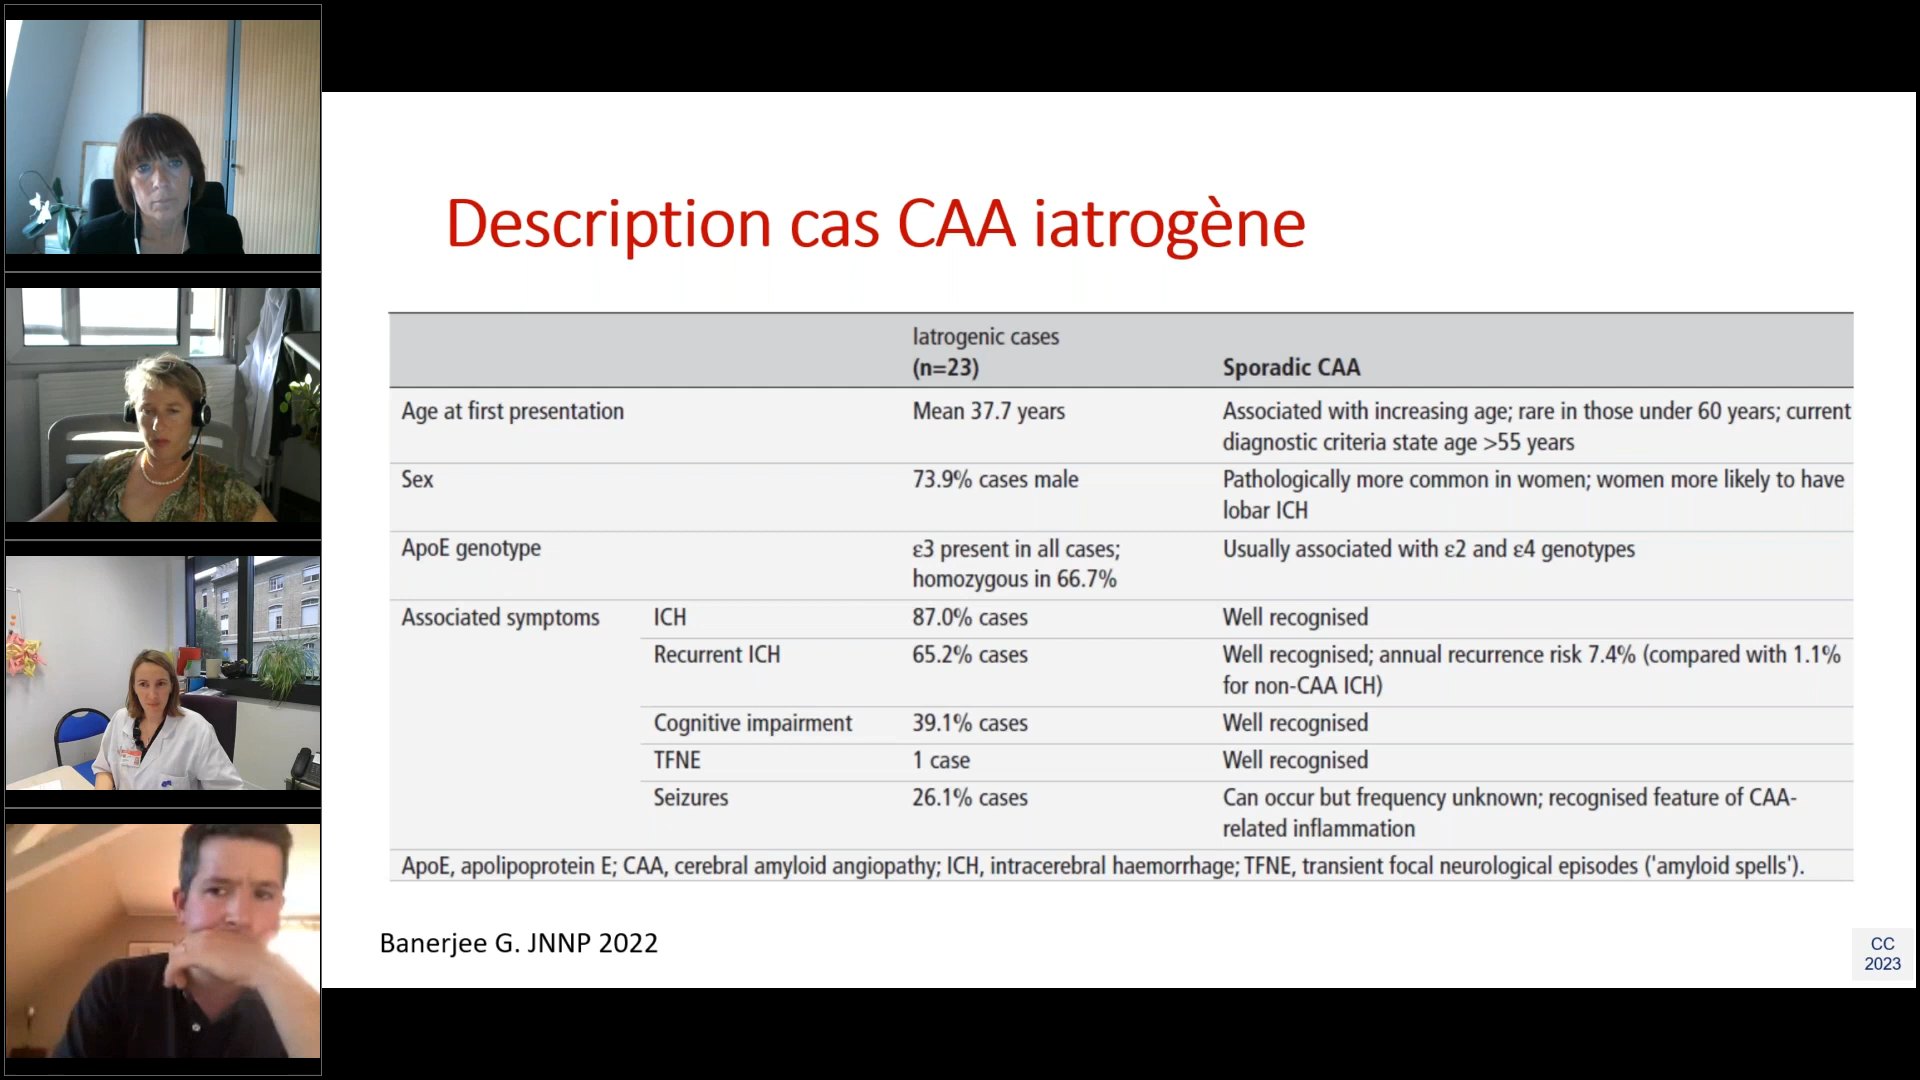 Description cas CAA iatrogène
Iatrogenic cases
(n=23)
Sporadic CAA
Age at first presentation
Mean 37.7 years
Associated with increasing age; rare in those under 60 years; current
diagnostic criteria state age >55 years
Sex
73.9% cases male
Pathologically more common in women; women more likely to have
lobar ICH
ApoE genotype
ε3 present in all cases;
homozygous in 66.7%
Usually associated with ε2 and ε4 genotypes
Associated symptoms
ICH
87.0% cases
Well recognised
Recurrent ICH
65.2% cases
Well recognised; annual recurrence risk 7.4% (compared with 1.1%
for non-CAA ICH)
Cognitive impairment
39.1% cases
Well recognised
TFNE
1 case
Well recognised
Seizures
26.1% cases
Can occur but frequency unknown; recognised feature of CAA-
related inflammation
ApoE, apolipoprotein E; CAA, cerebral amyloid angiopathy; ICH, intracerebral haemorrhage; TFNE, transient focal neurological episodes ('amyloid spells').
Banerjee G. JNNP 2022
CC
2023